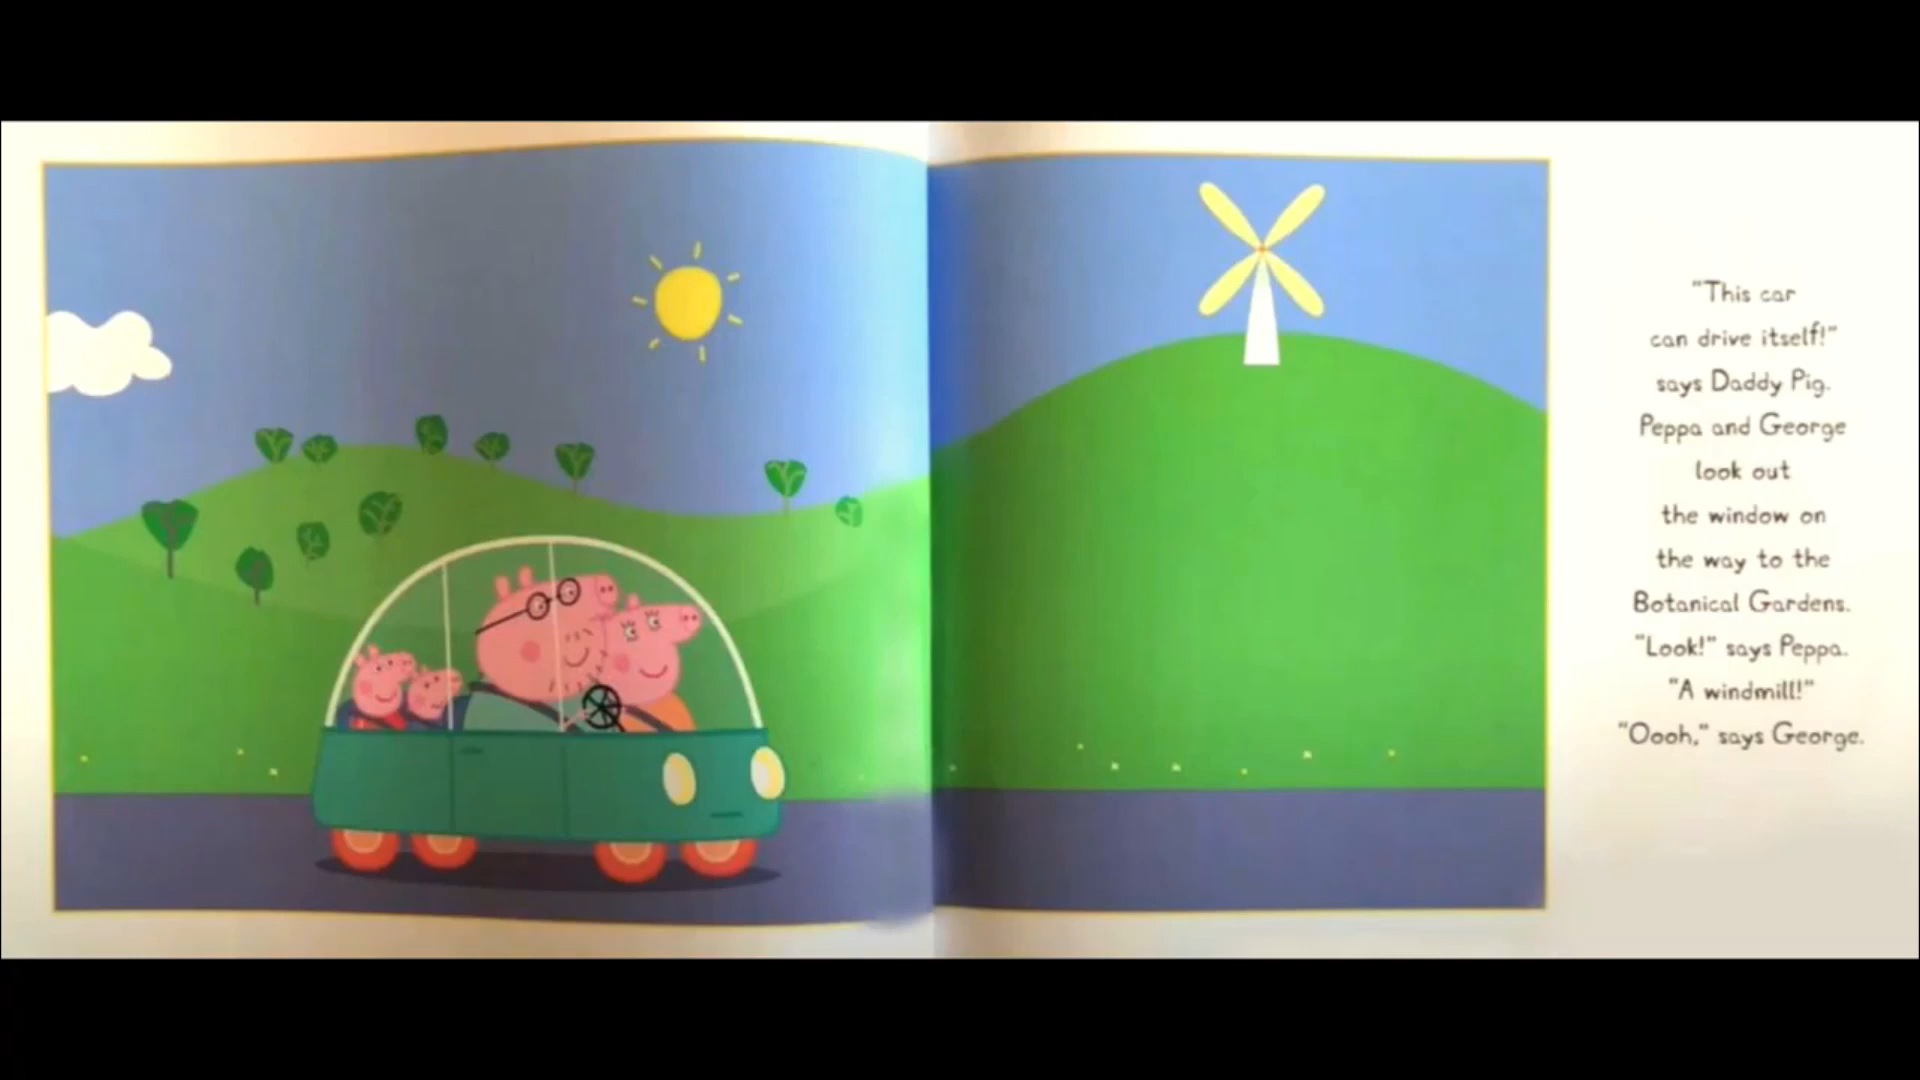 "This car
can drive itself!"
says Daddy Pig.
Peppa and George
look out
the window on
the way to the
Botanical Gardens.
"Look!" says Peppa.
"A windmill!"
"Oooh," says George.